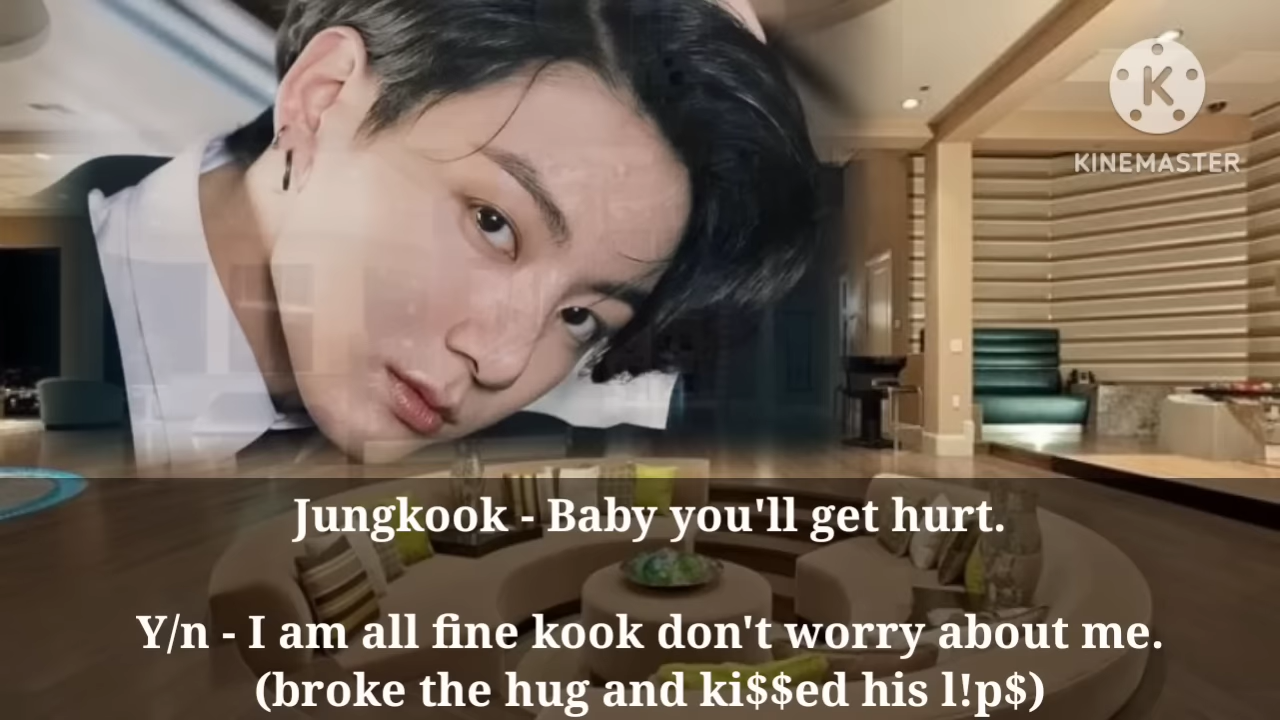 K
KINEMASTER
Jungkook - Baby you'll get hurt.
Y/n - I am all fine kook don't worry about me.
(broke the hug and ki$$ed his l!p$)